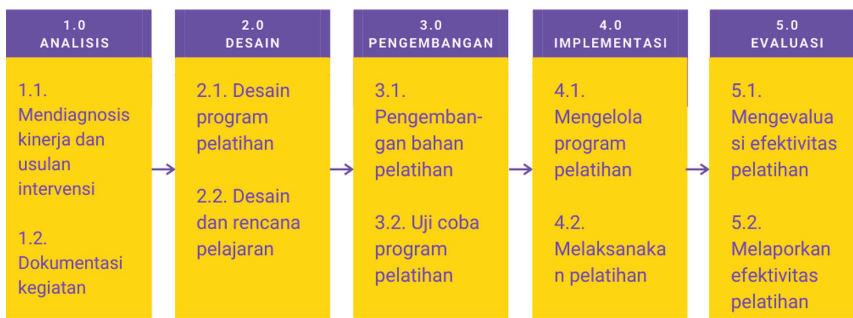 1.0
ANALISIS
1.1.
Mendiagnosis
kinerja dan
usulan
intervensi
1.2.
Dokumentasi
kegiatan
2.0
DESAIN
2.1. Desain
program
pelatihan
2.2. Desain
dan rencana
pelajaran
3.0
PENGEMBANGAN
3.1.
Pengemban-
gan bahan
pelatihan
3.2. Uji coba
program
pelatihan
4.0
IMPLEMENTASI
4.1.
Mengelola
program
pelatihan
4.2.
Melaksanaka
n pelatihan
5.0
EVALUASI
5.1.
Mengevalua
si efektivitas
pelatihan
5.2.
Melaporkan
efektivitas
pelatihan